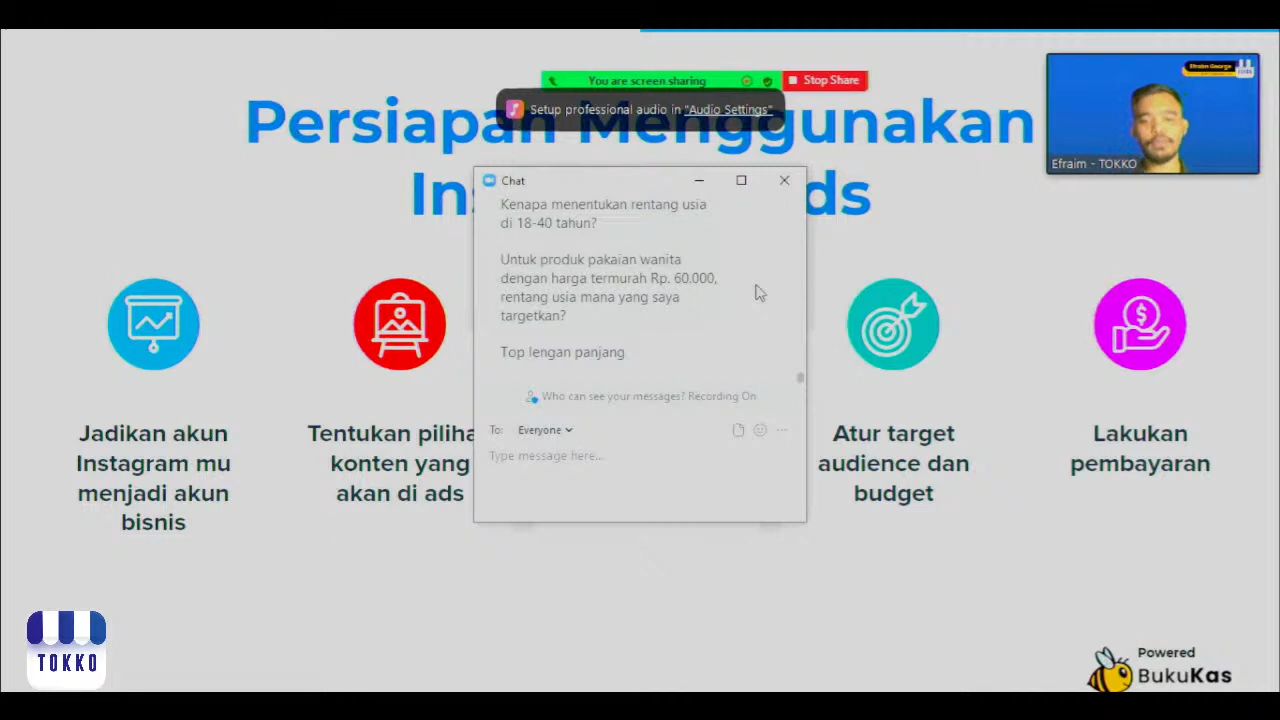 You are screen sharing
Stop Share
Setup professional audio in "Audio Settings"
Persiapan Menggunakan
In ds
Efraim George
Efraim - TOKKO
Chat
Kenapa menentukan rentang usia
di 18-40 tahun?
Untuk produk pakaian wanita
dengan harga termurah Rp. 60.000,
rentang usia mana yang saya
targetkan?
Top lengan panjang
Who can see your messages? Recording On
To: Everyone
Type message here...
Jadikan akun
Instagram mu
menjadi akun
bisnis
Tentukan piliha
konten yang
akan di ads
Atur target
audience dan
budget
Lakukan
pembayaran
TOKKO
Powered
BukuKas